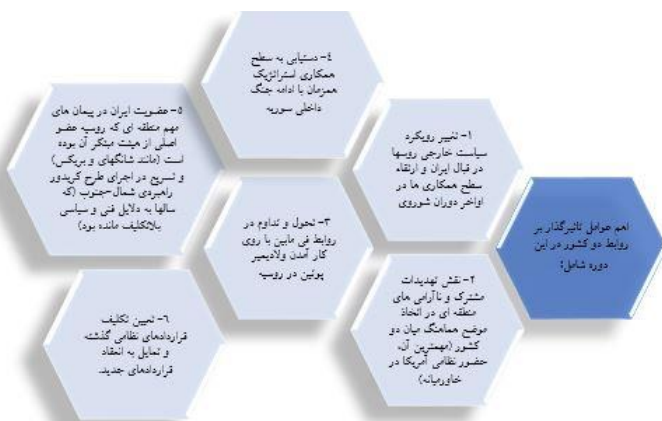 اهم عوامل تاثیرگذار بر
روابط دو کشور در این
دوره شامل:
۱- تغییر رویکرد
سیاست خارجی روسها
در قبال ایران و ارتقاء
سطح همکاری ها در
اواخر دوران شوروی
۲- نقش تهدیدات
مشترک و ناآرامی های
منطقه ای در اتخاذ
موضع هماهنگ میان دو
کشور (مهمترین آن،
حضور نظامی آمریکا در
خاورمیانه)
۳- تحول و تداوم در
روابط فی مابین با روی
کار آمدن ولادیمیر
پوتین در روسیه
٤- دستیابی به سطح
همکاری استراتژیک
همزمان با ادامه جنگ
داخلی سوریه
۵- عضویت ایران در پیمان های
مهم منطقه ای که روسیه عضو
اصلی از هیئت مبتکر آن بوده
است (مانند شانگهای و بریکس)
و تسریع در اجرای طرح کریدور
راهبردی شمال-جنوب (که
سالها به دلایل فنی و سیاسی
بلاتکلیف مانده بود)
۶- تعیین تکلیف
قراردادهای نظامی گذشته
و تمایل به انعقاد
قراردادهای جدید.